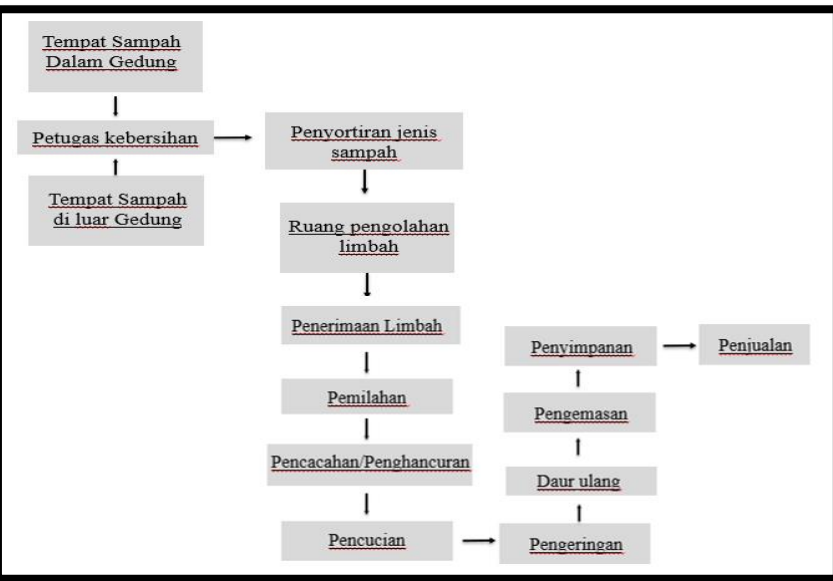 Tempat Sampah
Dalam Gedung
Petugas kebersihan
Tempat Sampah
di luar Gedung
Penyortiran jenis
sampah
Ruang pengolahan
limbah
Penerimaan Limbah
Pemilahan
Pencacahan/Penghancuran
Pencucian
Pengeringan
Daur ulang
Pengemasan
Penyimpanan
Penjualan